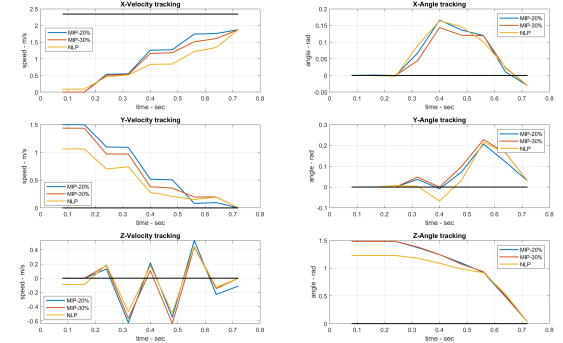 X-Velocity tracking
2.5
2
1.5
1
0.5
0
speed - m/s
MIP-20%
MIP-30%
NLP
0 0.1 0.2 0.3 0.4 0.5 0.6 0.7 0.8
time - sec
X-Angle tracking
0.2
0.15
0.1
0.05
0
-0.05
angle - rad
MIP-20%
MIP-30%
NLP
0 0.1 0.2 0.3 0.4 0.5 0.6 0.7 0.8
time - sec
Y-Velocity tracking
1.5
1
0.5
0
speed - m/s
MIP-20%
MIP-30%
NLP
0 0.1 0.2 0.3 0.4 0.5 0.6 0.7 0.8
time - sec
Y-Angle tracking
0.3
0.2
0.1
0
-0.1
angle - rad
MIP-20%
MIP-30%
NLP
0 0.1 0.2 0.3 0.4 0.5 0.6 0.7 0.8
time - sec
Z-Velocity tracking
0.4
0.2
0
-0.2
-0.4
-0.6
speed - m/s
MIP-20%
MIP-30%
NLP
0 0.1 0.2 0.3 0.4 0.5 0.6 0.7 0.8
time - sec
Z-Angle tracking
1.5
1
0.5
0
angle - rad
MIP-20%
MIP-30%
NLP
0 0.1 0.2 0.3 0.4 0.5 0.6 0.7 0.8
time - sec